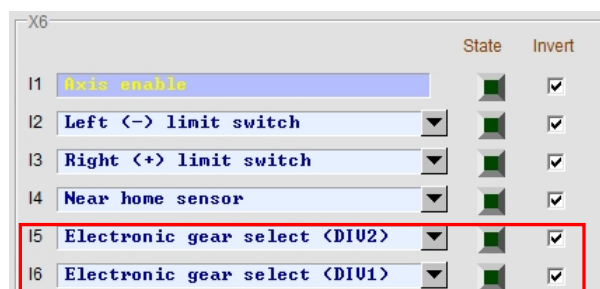 X6
State Invert
I1 Axis enable
I2 Left (-) limit switch
I3 Right (+) limit switch
I4 Near home sensor
I5 Electronic gear select (DIV2)
I6 Electronic gear select (DIV1)